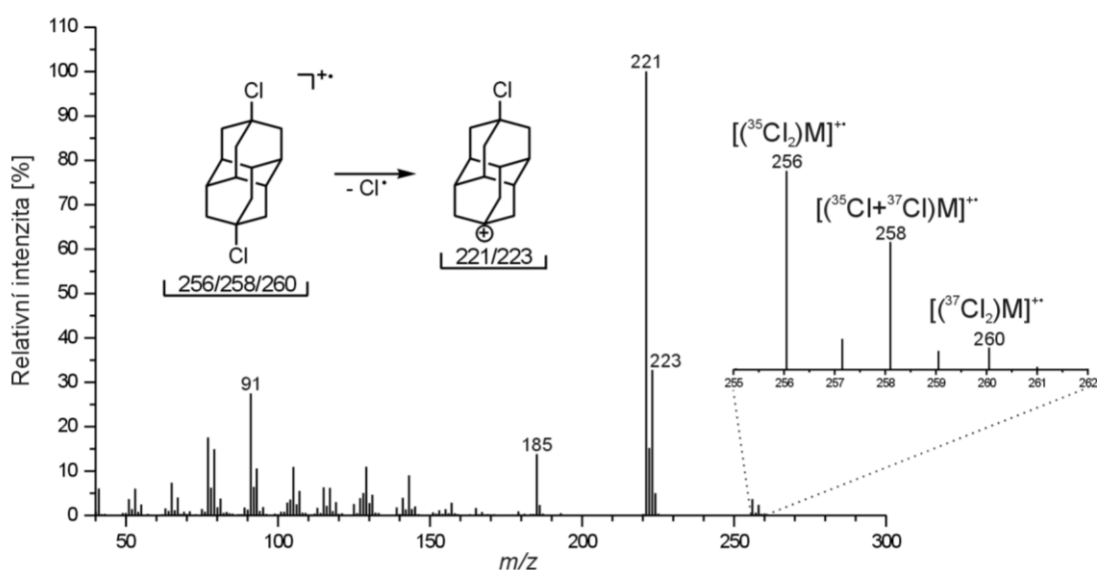 110
100
90
80
70
60
50
40
30
20
10
0
Relativní intenzita [%]
50
100
150
200
250
300
m/z
Cl
⁺•
Cl
256/258/260
- Cl•
Cl
⊕
221/223
91
185
221
223
[(³⁵Cl₂)M]⁺•
256
[(³⁵Cl+³⁷Cl)M]⁺•
258
[(³⁷Cl₂)M]⁺•
260
255 256 257 258 259 260 261 262